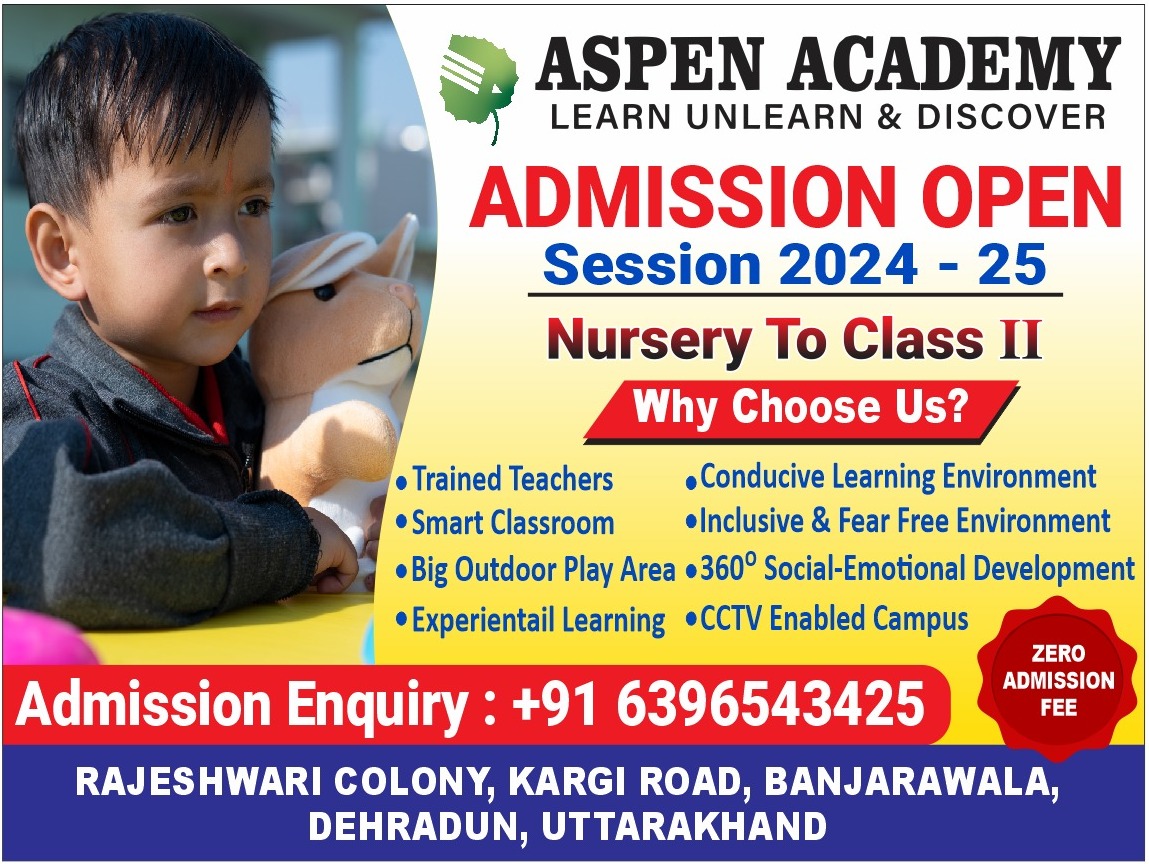 ASPEN ACADEMY
LEARN UNLEARN & DISCOVER
ADMISSION OPEN
Session 2024 - 25
Nursery To Class II
Why Choose Us?
• Trained Teachers
• Smart Classroom
• Big Outdoor Play Area
• Experientail Learning
• Conducive Learning Environment
• Inclusive & Fear Free Environment
• 360⁰ Social-Emotional Development
• CCTV Enabled Campus
ZERO
ADMISSION
FEE
Admission Enquiry : +91 6396543425
RAJESHWARI COLONY, KARGI ROAD, BANJARAWALA,
DEHRADUN, UTTARAKHAND